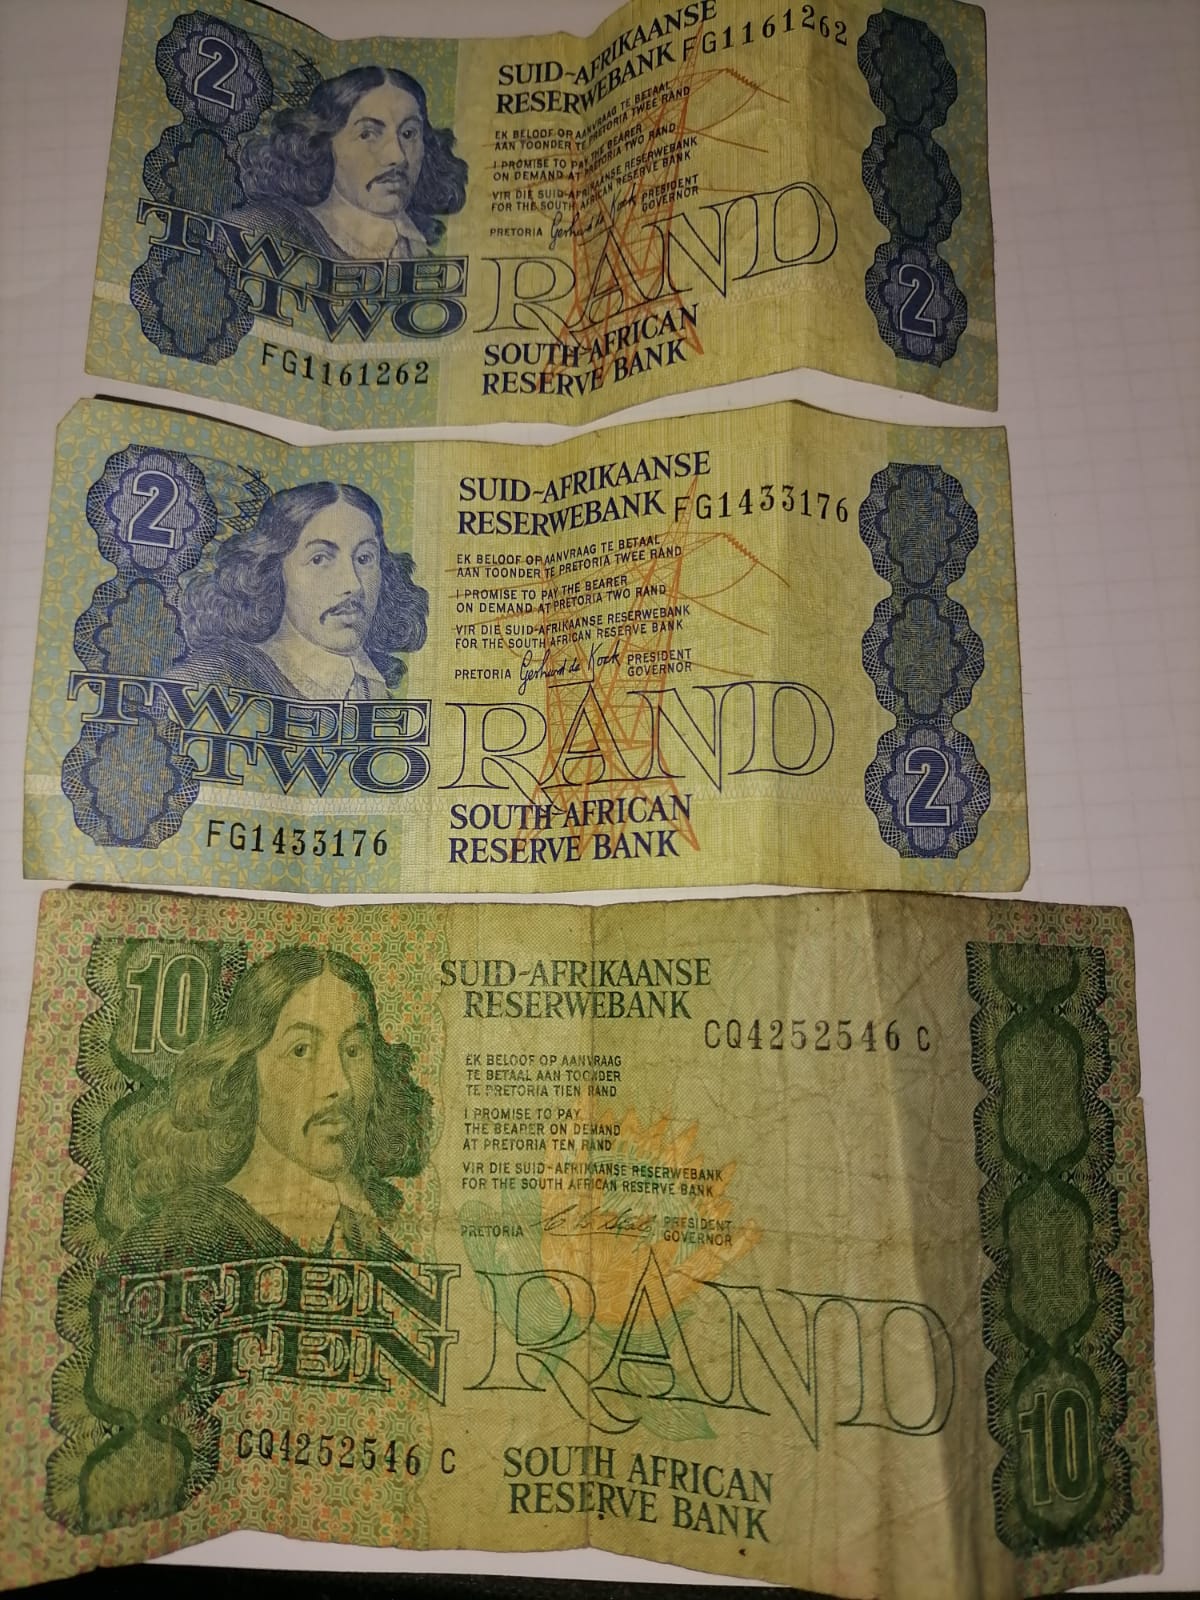 2
SUID-AFRIKAANSE
RESERWEBANK FG1161262
EK BELOOF OP AANVRAAG TE BETAAL
AAN TOONDER TE PRETORIA TWEE RAND
I PROMISE TO PAY THE BEARER
ON DEMAND AT PRETORIA TWO RAND
VIR DIE SUID-AFRIKAANSE RESERWEBANK
FOR THE SOUTH AFRICAN RESERVE BANK
PRETORIA Gerhard de Kock PRESIDENT
GOVERNOR
TWEE
TWO RAND
2
SOUTH-AFRICAN
RESERVE BANK
FG1161262
2
SUID-AFRIKAANSE
RESERWEBANK FG1433176
EK BELOOF OP AANVRAAG TE BETAAL
AAN TOONDER TE PRETORIA TWEE RAND
I PROMISE TO PAY THE BEARER
ON DEMAND AT PRETORIA TWO RAND
VIR DIE SUID-AFRIKAANSE RESERWEBANK
FOR THE SOUTH AFRICAN RESERVE BANK
PRETORIA Gerhard de Kock PRESIDENT
GOVERNOR
TWEE
TWO RAND
2
SOUTH-AFRICAN
RESERVE BANK
FG1433176
10
SUID-AFRIKAANSE
RESERWEBANK
CQ4252546 C
EK BELOOF OP AANVRAAG
TE BETAAL AAN TOONDER
TE PRETORIA TIEN RAND
I PROMISE TO PAY
THE BEARER ON DEMAND
AT PRETORIA TEN RAND
VIR DIE SUID-AFRIKAANSE RESERWEBANK
FOR THE SOUTH AFRICAN RESERVE BANK
PRETORIA PRESIDENT
GOVERNOR
TIEN
TEN RAND
10
CQ4252546 C
SOUTH AFRICAN
RESERVE BANK